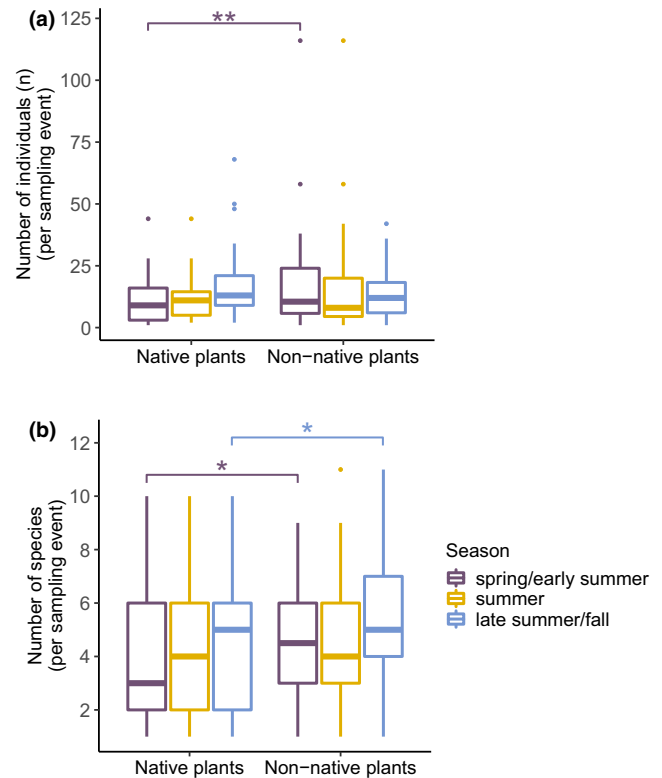 (a)
Number of individuals (n)
(per sampling event)
125
100
75
50
25
0
**
Native plants
Non−native plants
(b)
Number of species
(per sampling event)
12
10
8
6
4
2
*
*
Native plants
Non−native plants
Season
spring/early summer
summer
late summer/fall